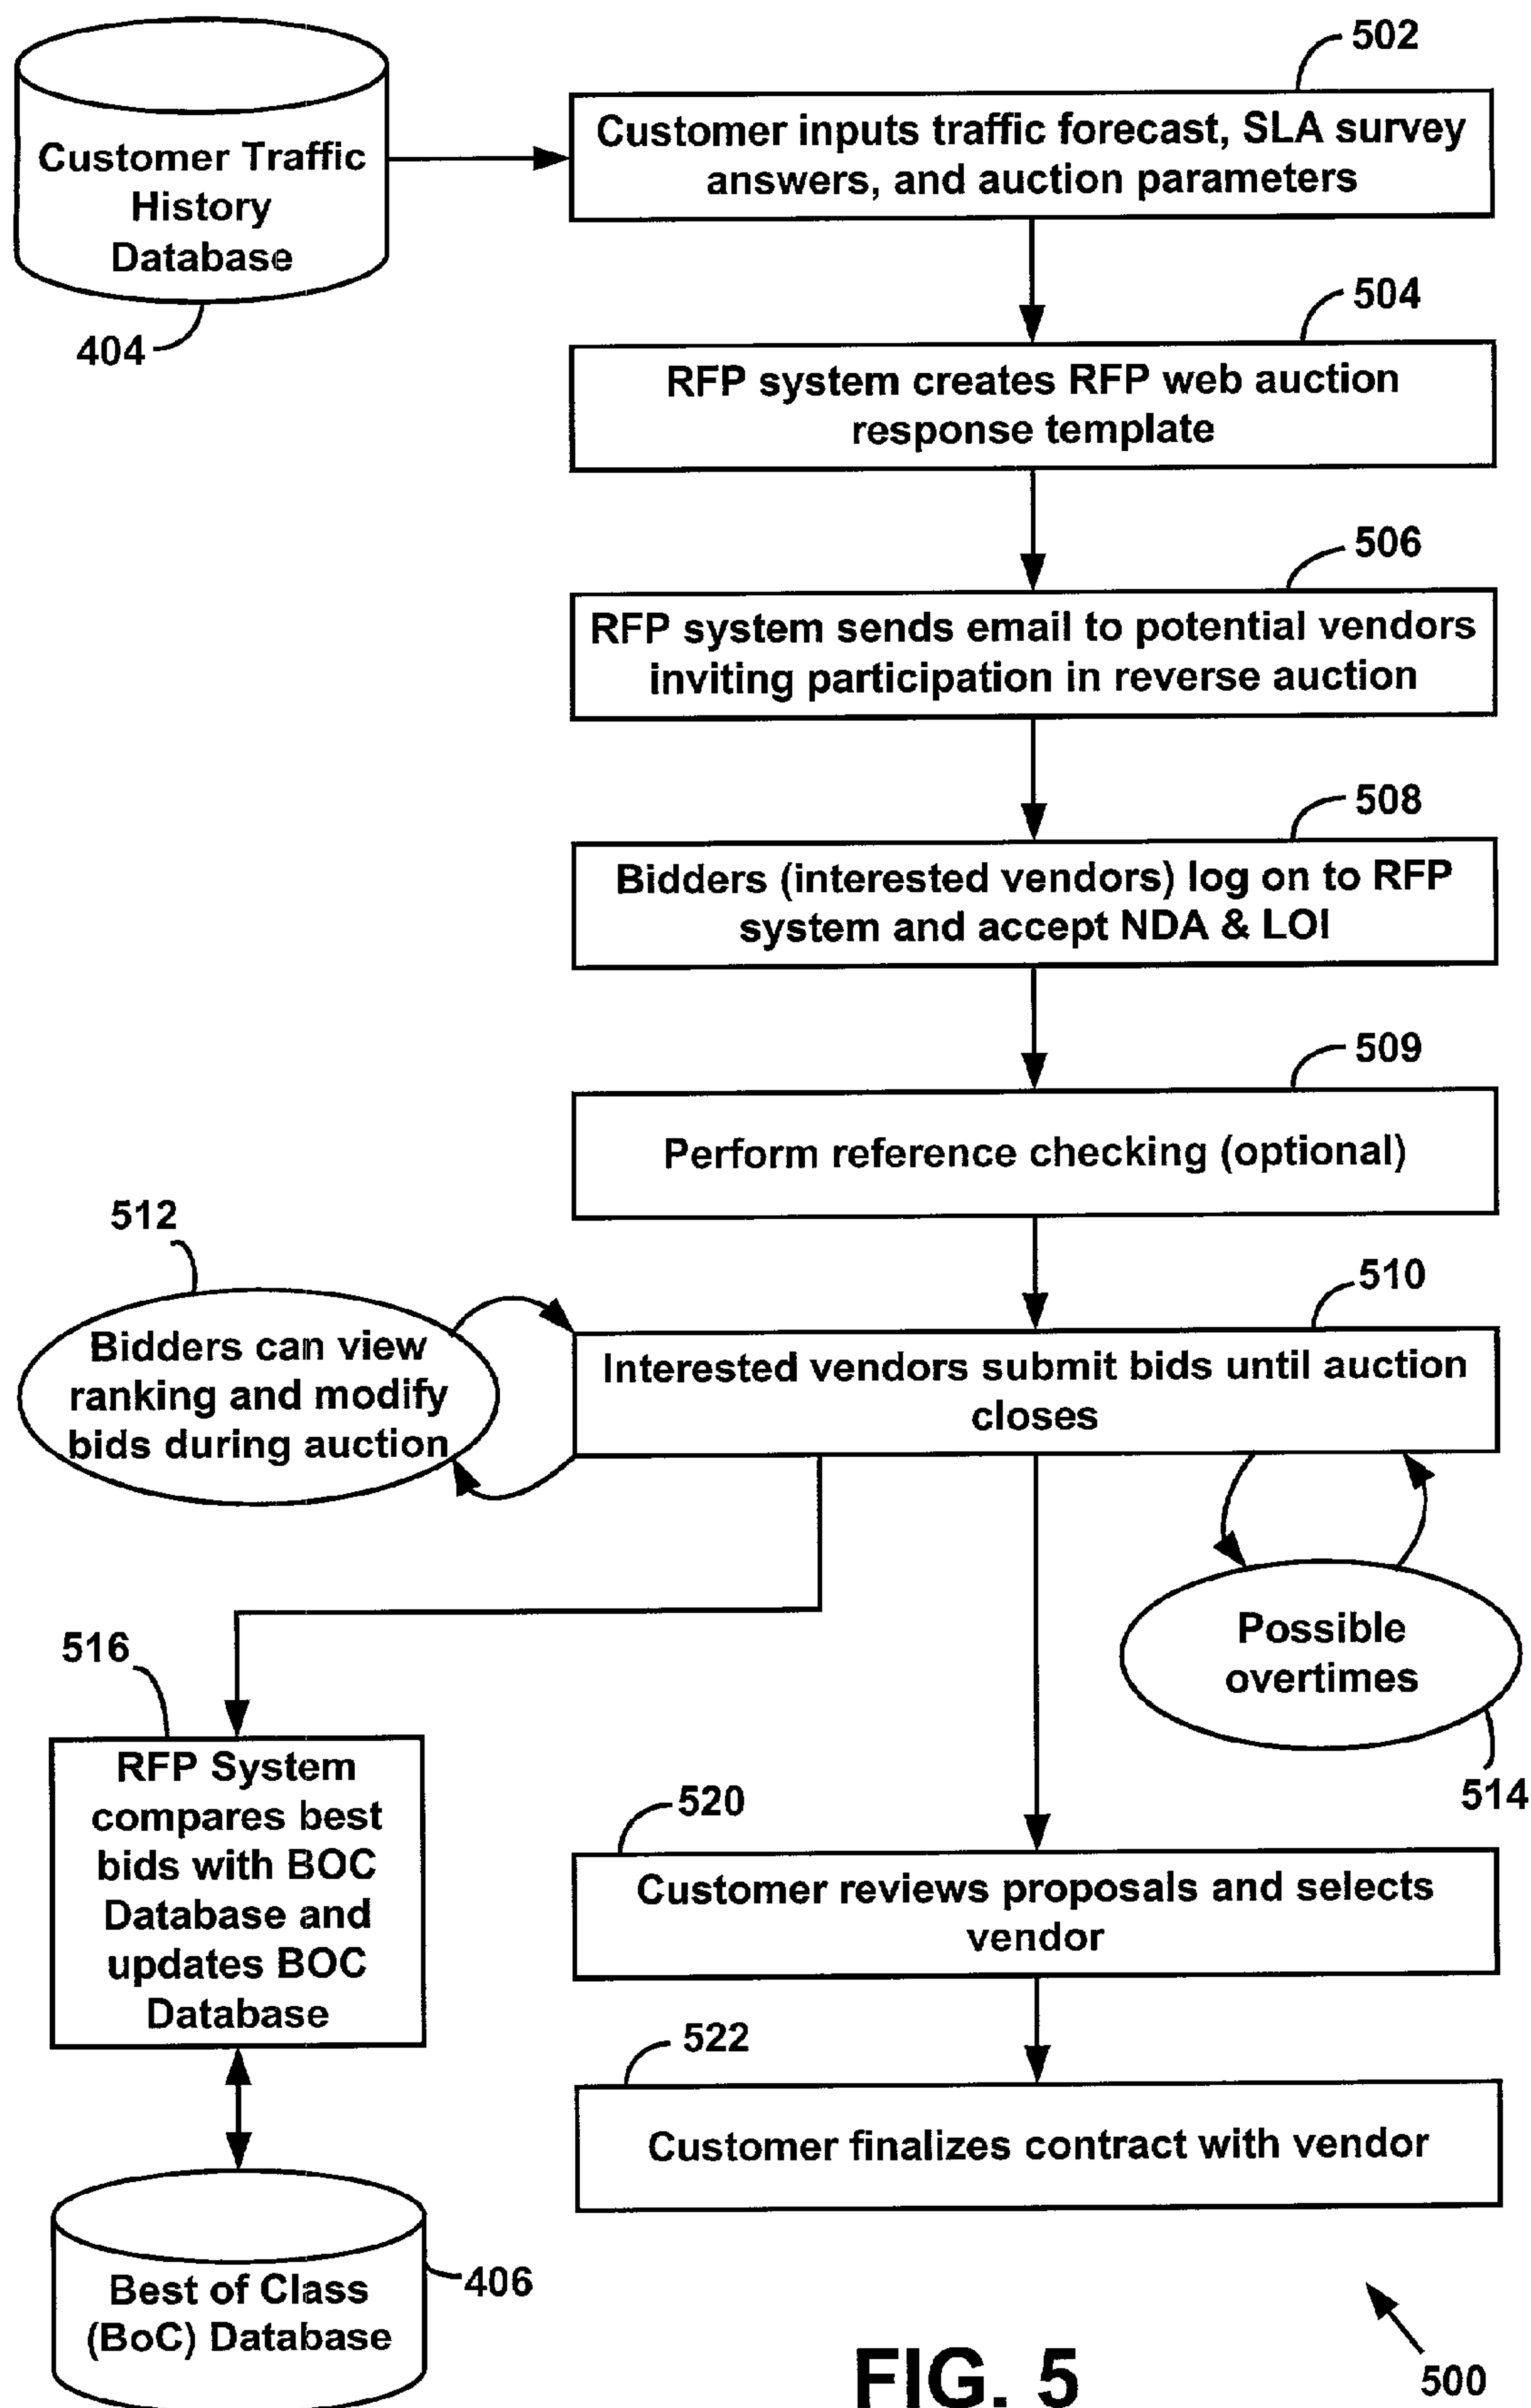 502
Customer Traffic
History
Database
404
Customer inputs traffic forecast, SLA survey
answers, and auction parameters
504
RFP system creates RFP web auction
response template
506
RFP system sends email to potential vendors
inviting participation in reverse auction
508
Bidders (interested vendors) log on to RFP
system and accept NDA & LOI
509
Perform reference checking (optional)
512
Bidders can view
ranking and modify
bids during auction
510
Interested vendors submit bids until auction
closes
Possible
overtimes
514
516
RFP System
compares best
bids with BOC
Database and
updates BOC
Database
520
Customer reviews proposals and selects
vendor
522
Customer finalizes contract with vendor
Best of Class
(BoC) Database
406
FIG. 5
500